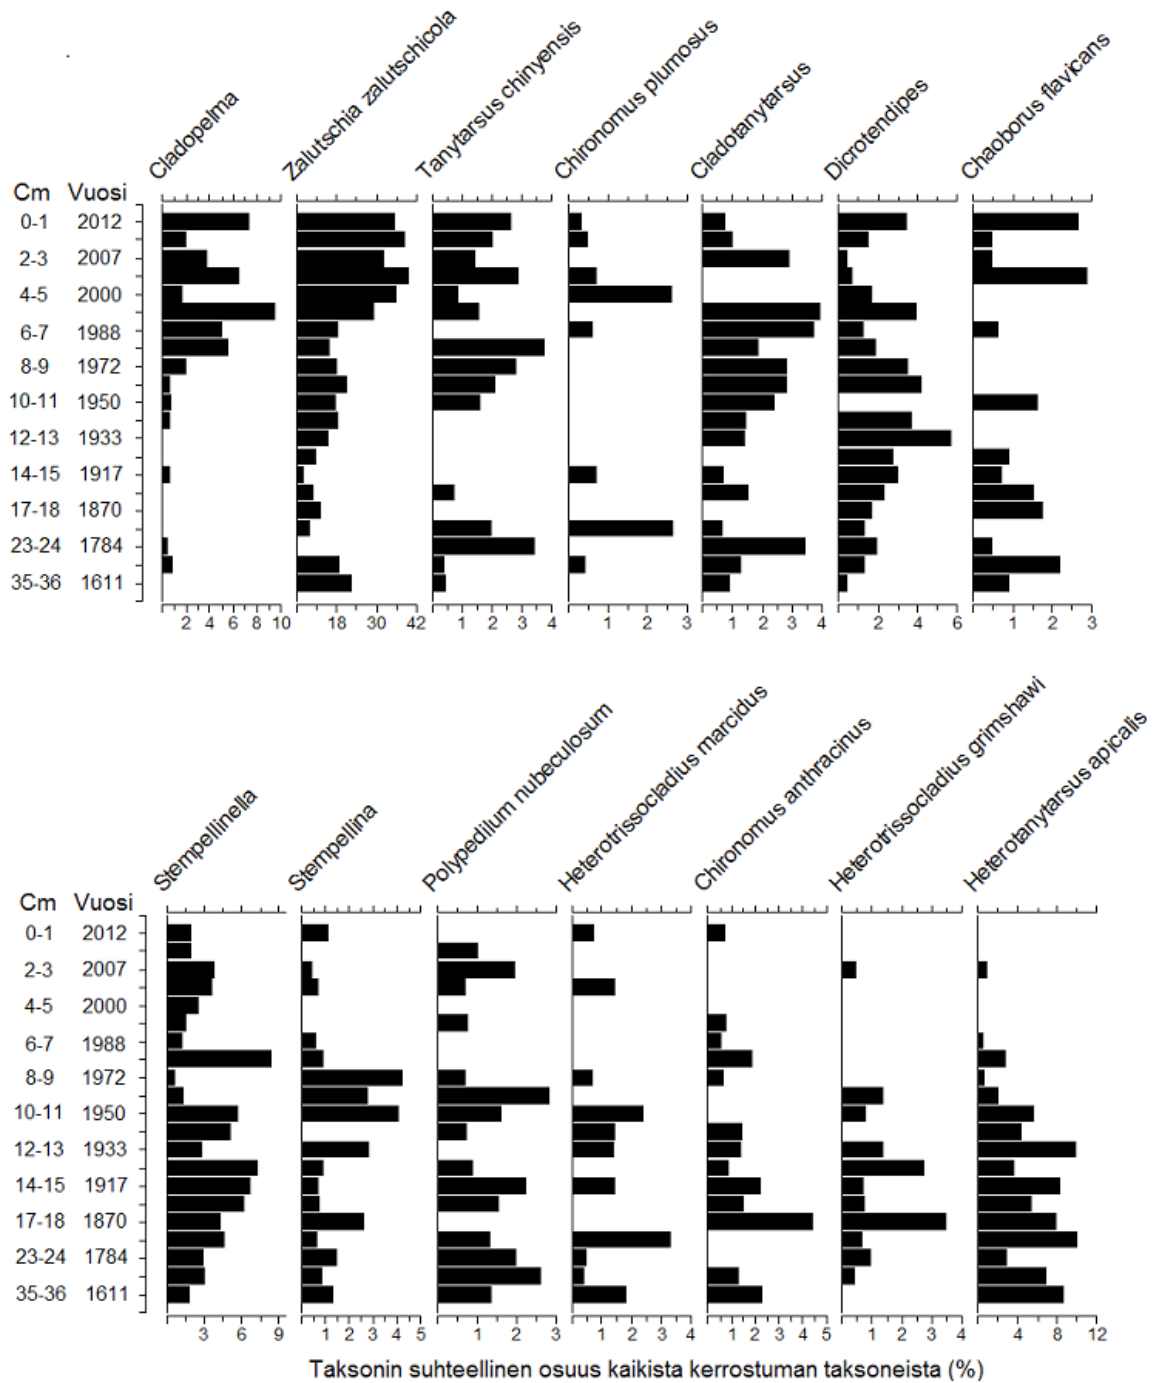 Cladopelma
Zalutschia zalutschicola
Tanytarsus chinyensis
Chironomus plumosus
Cladotanytarsus
Dicrotendipes
Chaoborus flavicans
Cm Vuosi
0-1 2012
2-3 2007
4-5 2000
6-7 1988
8-9 1972
10-11 1950
12-13 1933
14-15 1917
17-18 1870
23-24 1784
35-36 1611
2 4 6 8 10 18 30 42 0 1 2 3 4 0 1 2 3 1 2 3 4 2 4 6 1 2 3
Stempellinella
Stempellina
Polypedilum nubeculosum
Heterotrissocladius marcidus
Chironomus anthracinus
Heterotrissocladius grimshawi
Heterotanytarsus apicalis
Cm Vuosi
0-1 2012
2-3 2007
4-5 2000
6-7 1988
8-9 1972
10-11 1950
12-13 1933
14-15 1917
17-18 1870
23-24 1784
35-36 1611
3 6 9 0 1 2 3 4 5 1 2 3 0 1 2 3 4 0 1 2 3 4 5 1 2 3 4 4 8 12
Taksonin suhteellinen osuus kaikista kerrostuman taksoneista (%)